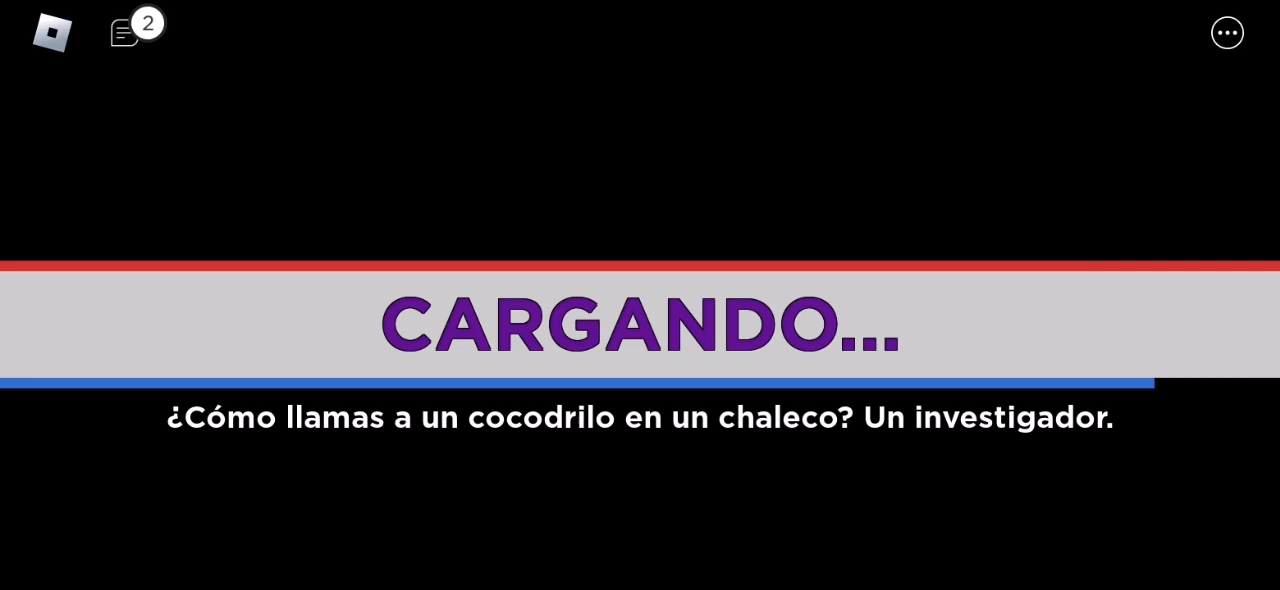 2
CARGANDO...
¿Cómo llamas a un cocodrilo en un chaleco? Un investigador.